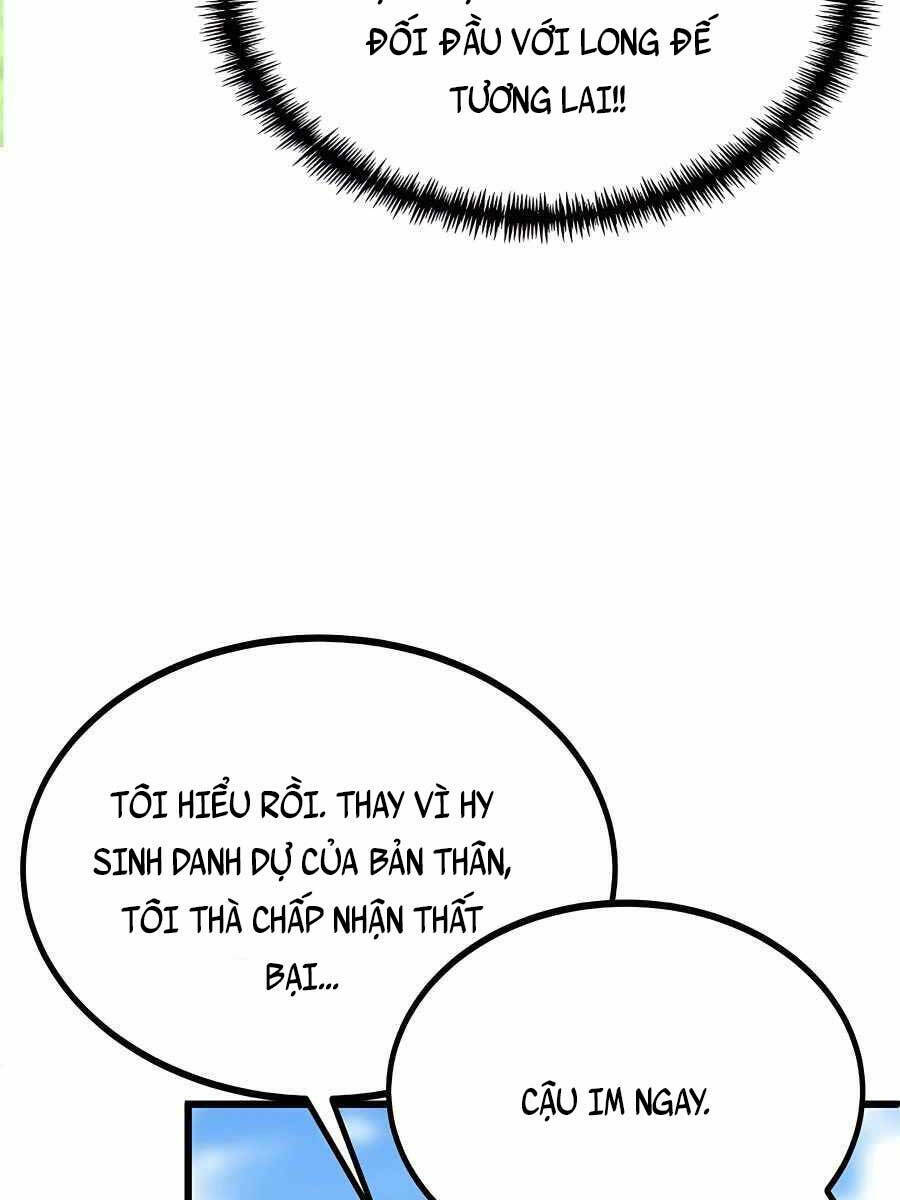 ĐỐI ĐẦU VỚI LONG ĐẾ
TƯƠNG LAI!!
TÔI HIỂU RỒI. THAY VÌ HY
SINH DANH DỰ CỦA BẢN THÂN,
TÔI THÀ CHẤP NHẬN THẤT
BẠI...
CẬU IM NGAY.